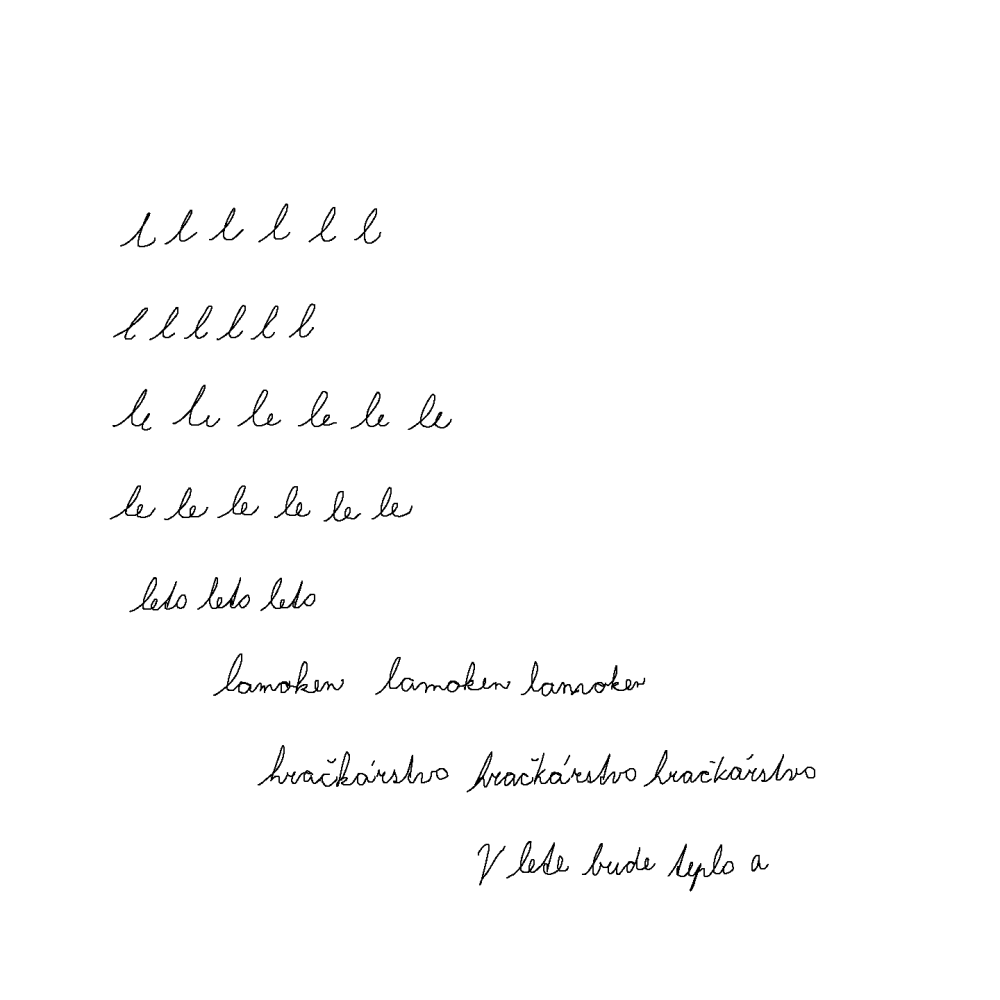 l l l l l l
l l l l l l
le le le le le le
le le le le le le
leto leto leto
lamoken lamoken lamoken
hračkárstvo hračkárstvo hračkárstvo
V lete bude teplo a